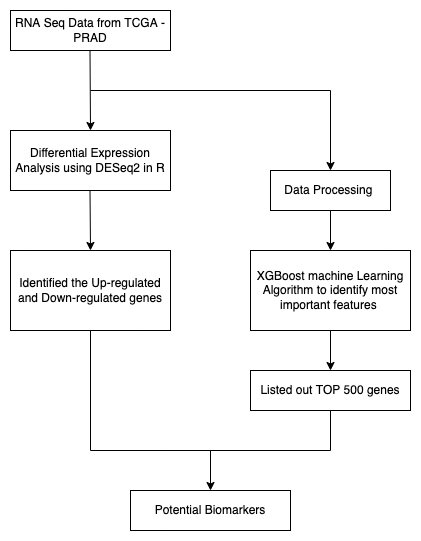 RNA Seq Data from TCGA -
PRAD
Differential Expression
Analysis using DESeq2 in R
Data Processing
Identified the Up-regulated
and Down-regulated genes
XGBoost machine Learning
Algorithm to identify most
important features
Listed out TOP 500 genes
Potential Biomarkers